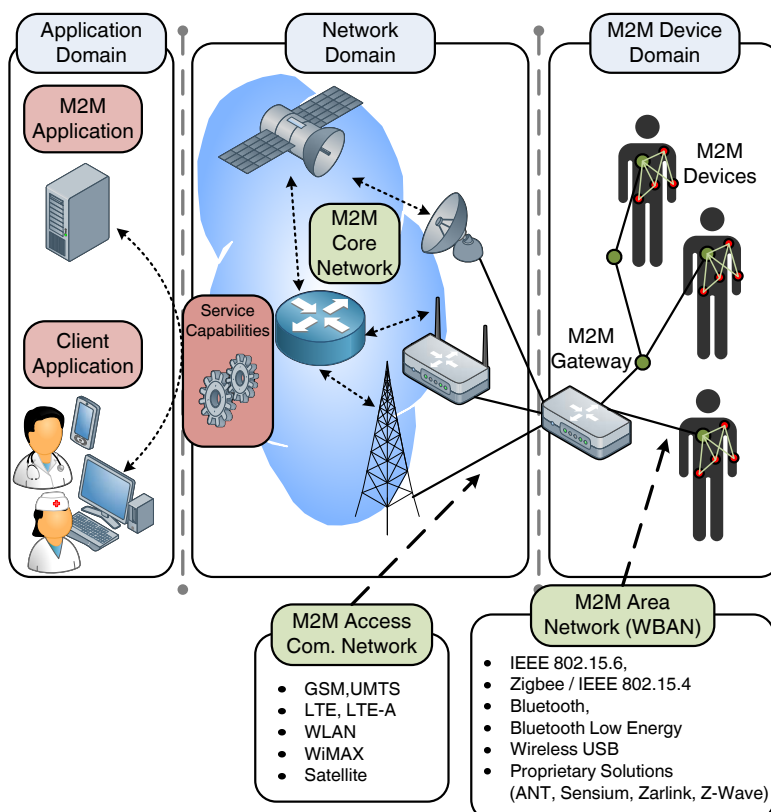 Application
Domain
Network
Domain
M2M Device
Domain
M2M
Application
M2M
Devices
M2M
Core
Network
Service
Capabilities
Client
Application
M2M
Gateway
M2M Access
Com. Network
• GSM,UMTS
• LTE, LTE-A
• WLAN
• WiMAX
• Satellite
M2M Area
Network (WBAN)
• IEEE 802.15.6,
• Zigbee / IEEE 802.15.4
• Bluetooth,
• Bluetooth Low Energy
• Wireless USB
• Proprietary Solutions
(ANT, Sensium, Zarlink, Z-Wave)